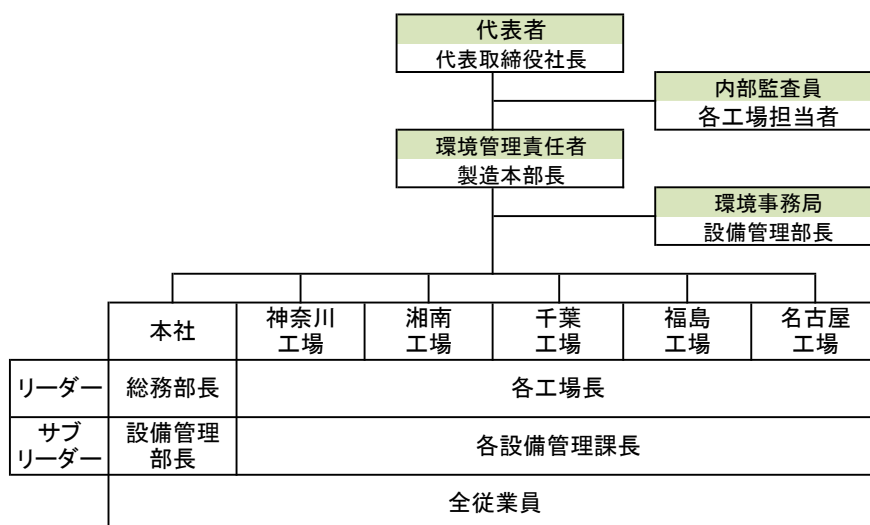 代表者
代表取締役社長
内部監査員
各工場担当者
環境管理責任者
製造本部長
環境事務局
設備管理部長
本社
神奈川
工場
湘南
工場
千葉
工場
福島
工場
名古屋
工場
リーダー
総務部長
各工場長
サブ
リーダー
設備管理
部長
各設備管理課長
全従業員